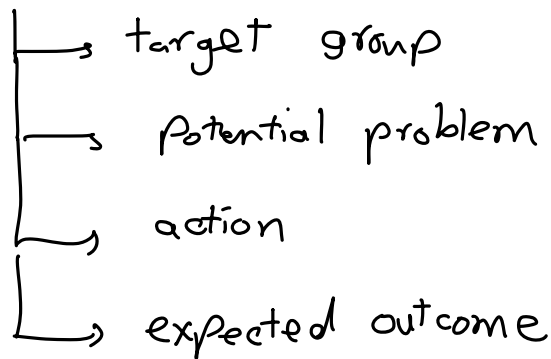 target group
potential problem
action
expected outcome